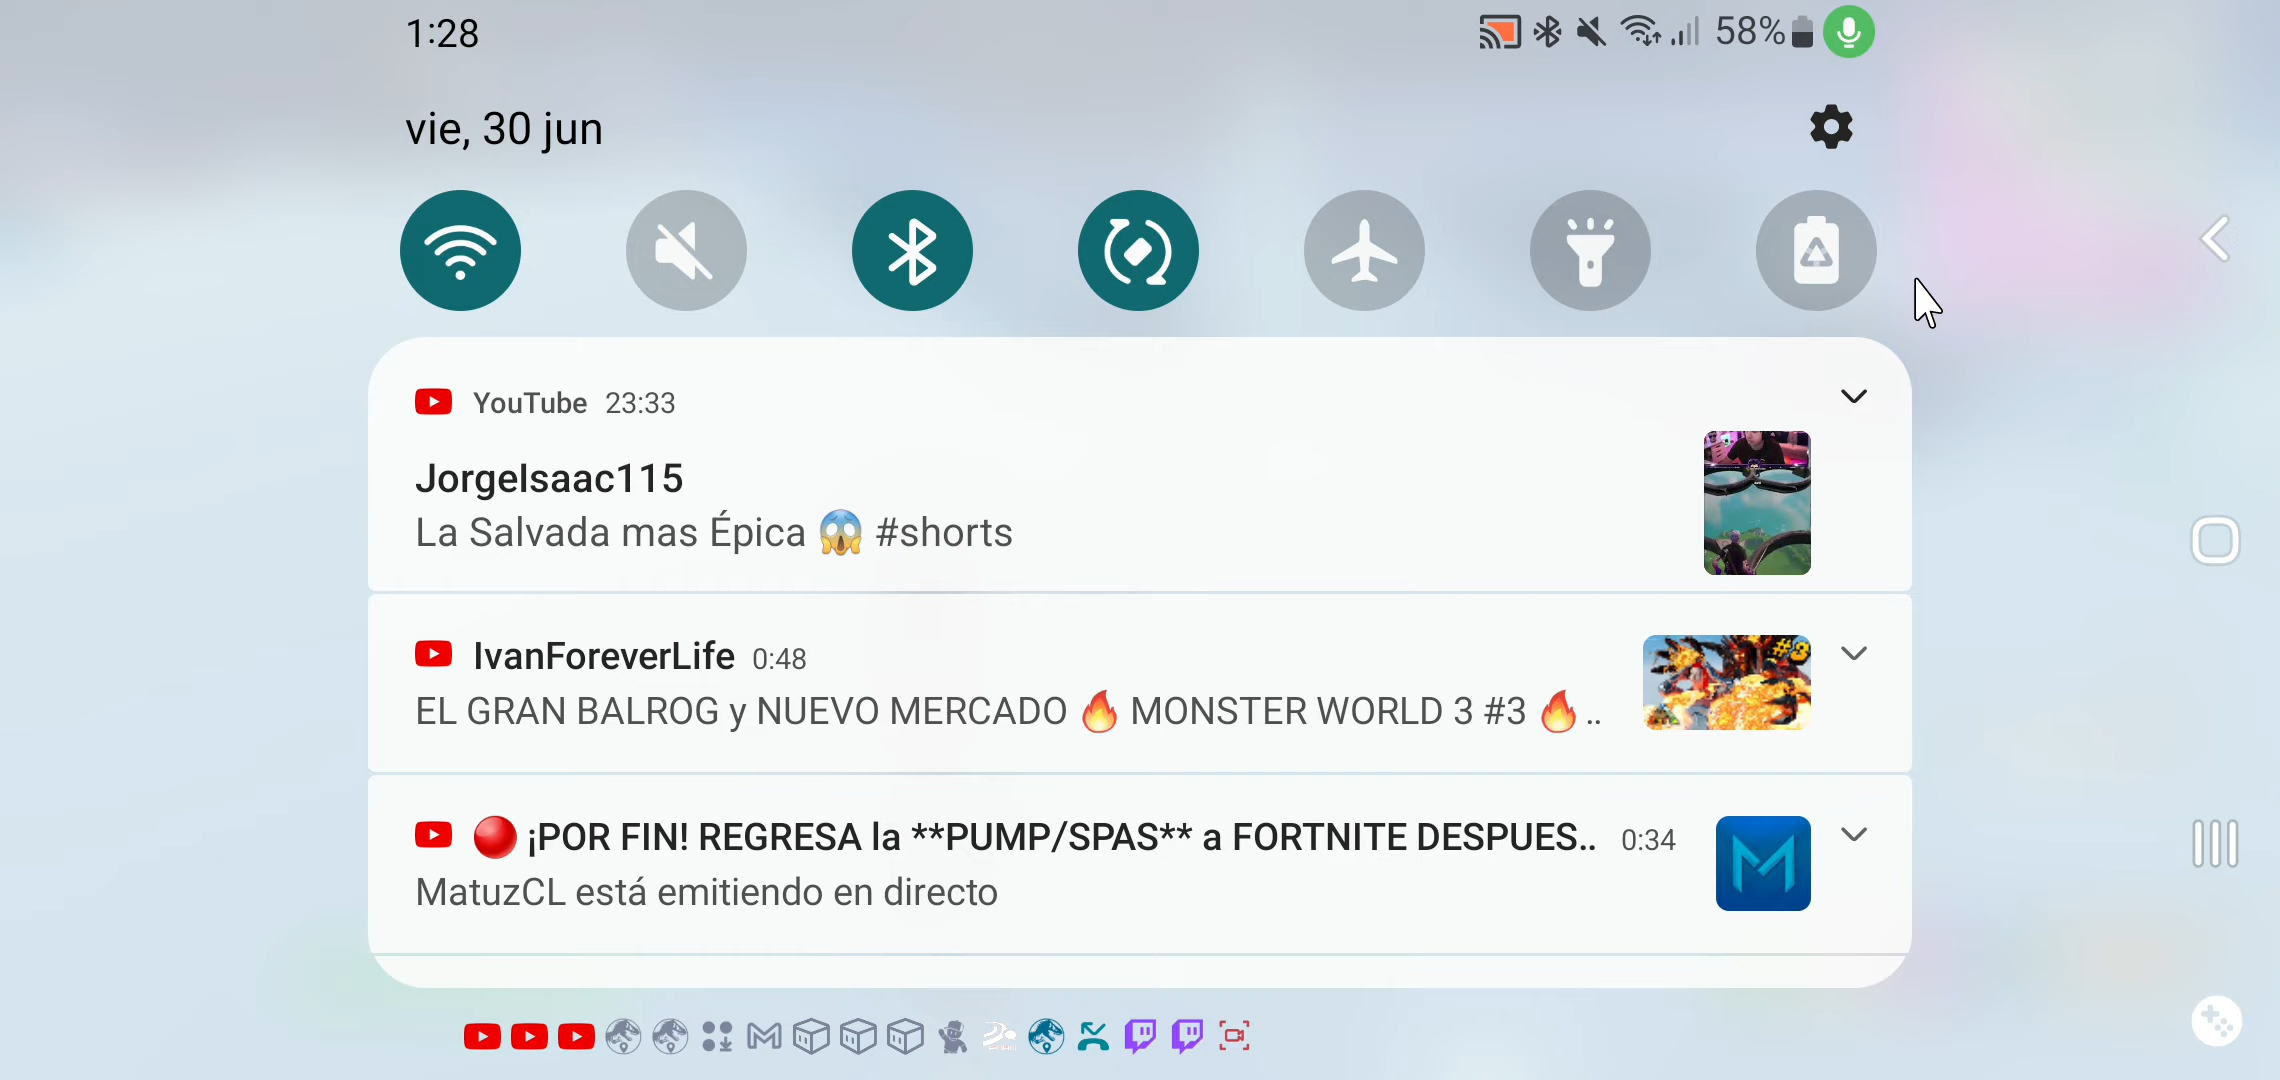 1:28
58%
vie, 30 jun
YouTube 23:33
JorgeIsaac115
La Salvada mas Épica 😱 #shorts
IvanForeverLife 0:48
EL GRAN BALROG y NUEVO MERCADO 🔥 MONSTER WORLD 3 #3 🔥 ..
#3
🔴 ¡POR FIN! REGRESA la **PUMP/SPAS** a FORTNITE DESPUES.. 0:34
MatuzCL está emitiendo en directo